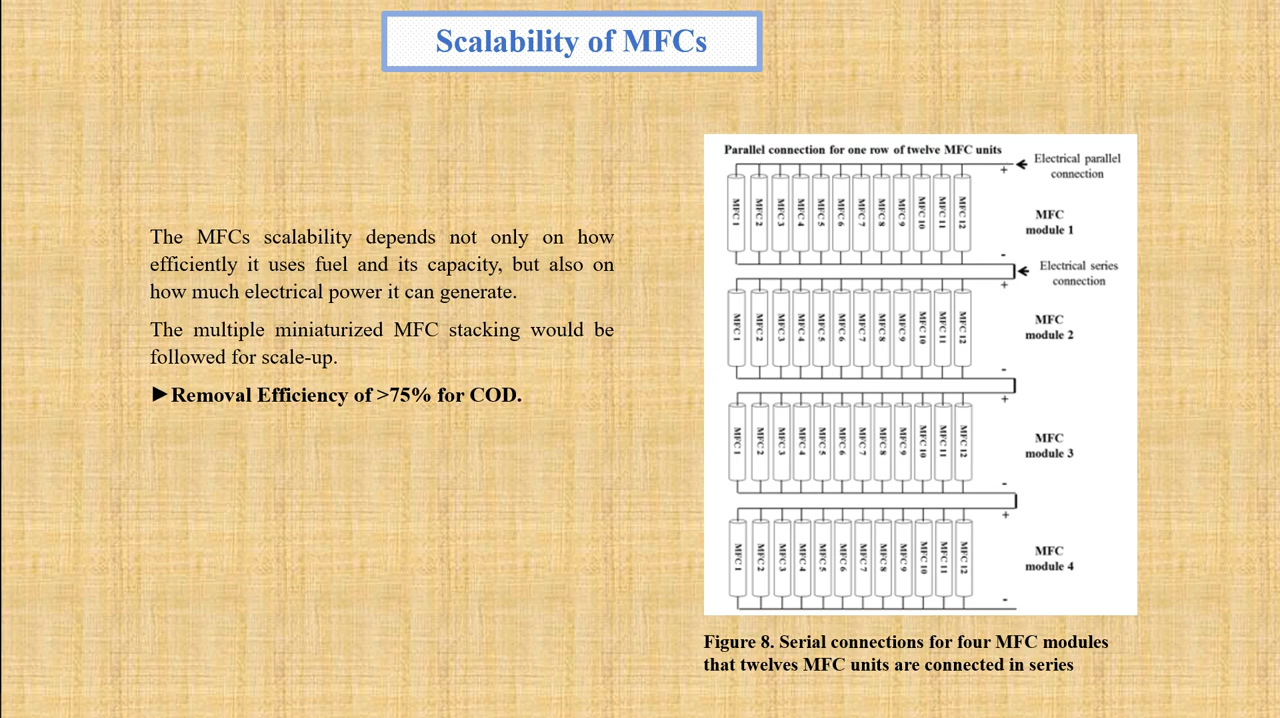 Scalability of MFCs
The MFCs scalability depends not only on how
efficiently it uses fuel and its capacity, but also on
how much electrical power it can generate.
The multiple miniaturized MFC stacking would be
followed for scale-up.
►Removal Efficiency of >75% for COD.
Parallel connection for one row of twelve MFC units
Electrical parallel
connection
+
MFC 1 MFC 2 MFC 3 MFC 4 MFC 5 MFC 6 MFC 7 MFC 8 MFC 9 MFC 10 MFC 11 MFC 12
MFC
module 1
-
Electrical series
connection
+
MFC 1 MFC 2 MFC 3 MFC 4 MFC 5 MFC 6 MFC 7 MFC 8 MFC 9 MFC 10 MFC 11 MFC 12
MFC
module 2
-
+
MFC 1 MFC 2 MFC 3 MFC 4 MFC 5 MFC 6 MFC 7 MFC 8 MFC 9 MFC 10 MFC 11 MFC 12
MFC
module 3
-
+
MFC 1 MFC 2 MFC 3 MFC 4 MFC 5 MFC 6 MFC 7 MFC 8 MFC 9 MFC 10 MFC 11 MFC 12
MFC
module 4
-
Figure 8. Serial connections for four MFC modules
that twelves MFC units are connected in series